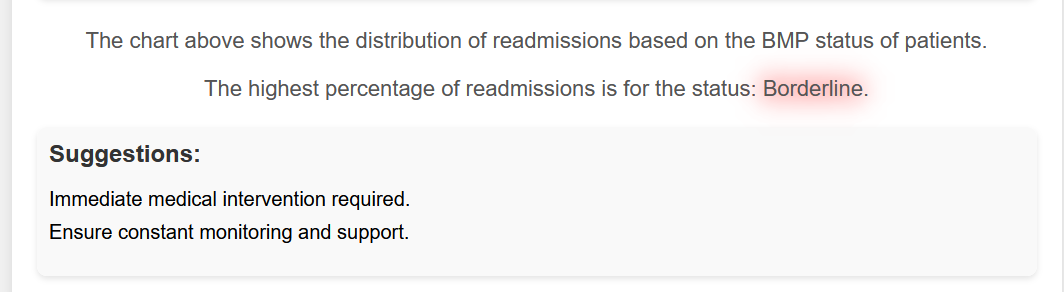 The chart above shows the distribution of readmissions based on the BMP status of patients.
The highest percentage of readmissions is for the status: Borderline.
Suggestions:
Immediate medical intervention required.
Ensure constant monitoring and support.